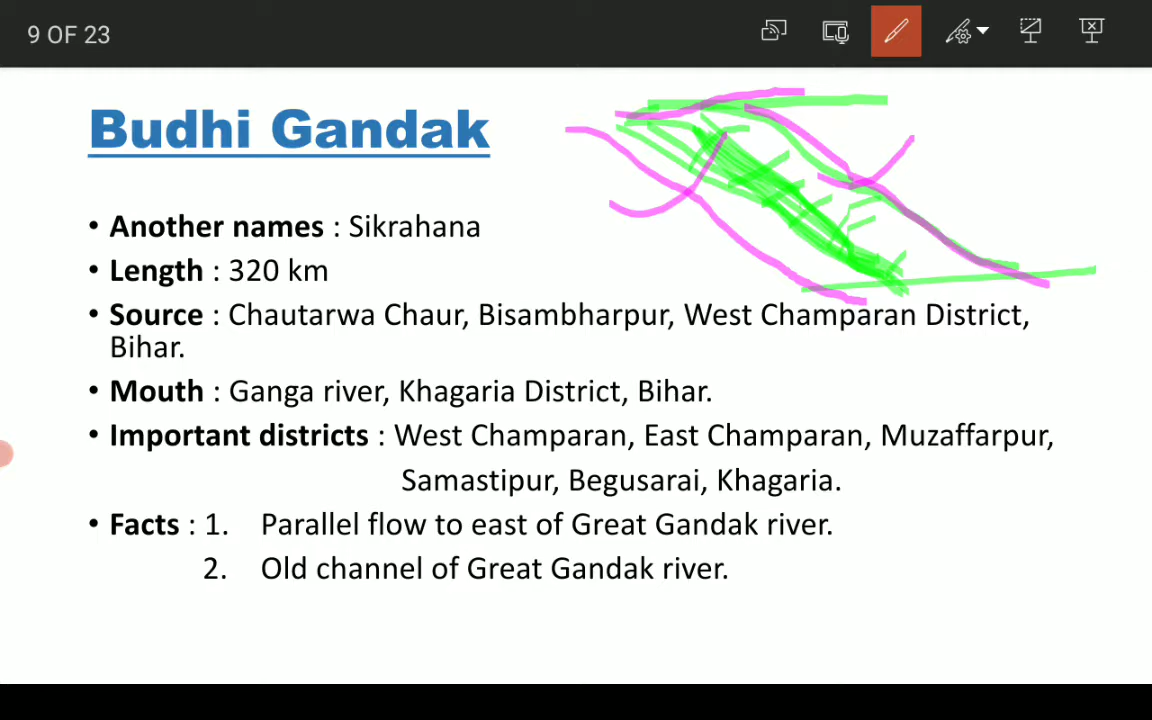 9 OF 23
Budhi Gandak
• Another names : Sikrahana
• Length : 320 km
• Source : Chautarwa Chaur, Bisambharpur, West Champaran District,
Bihar.
• Mouth : Ganga river, Khagaria District, Bihar.
• Important districts : West Champaran, East Champaran, Muzaffarpur,
Samastipur, Begusarai, Khagaria.
• Facts : 1. Parallel flow to east of Great Gandak river.
2. Old channel of Great Gandak river.